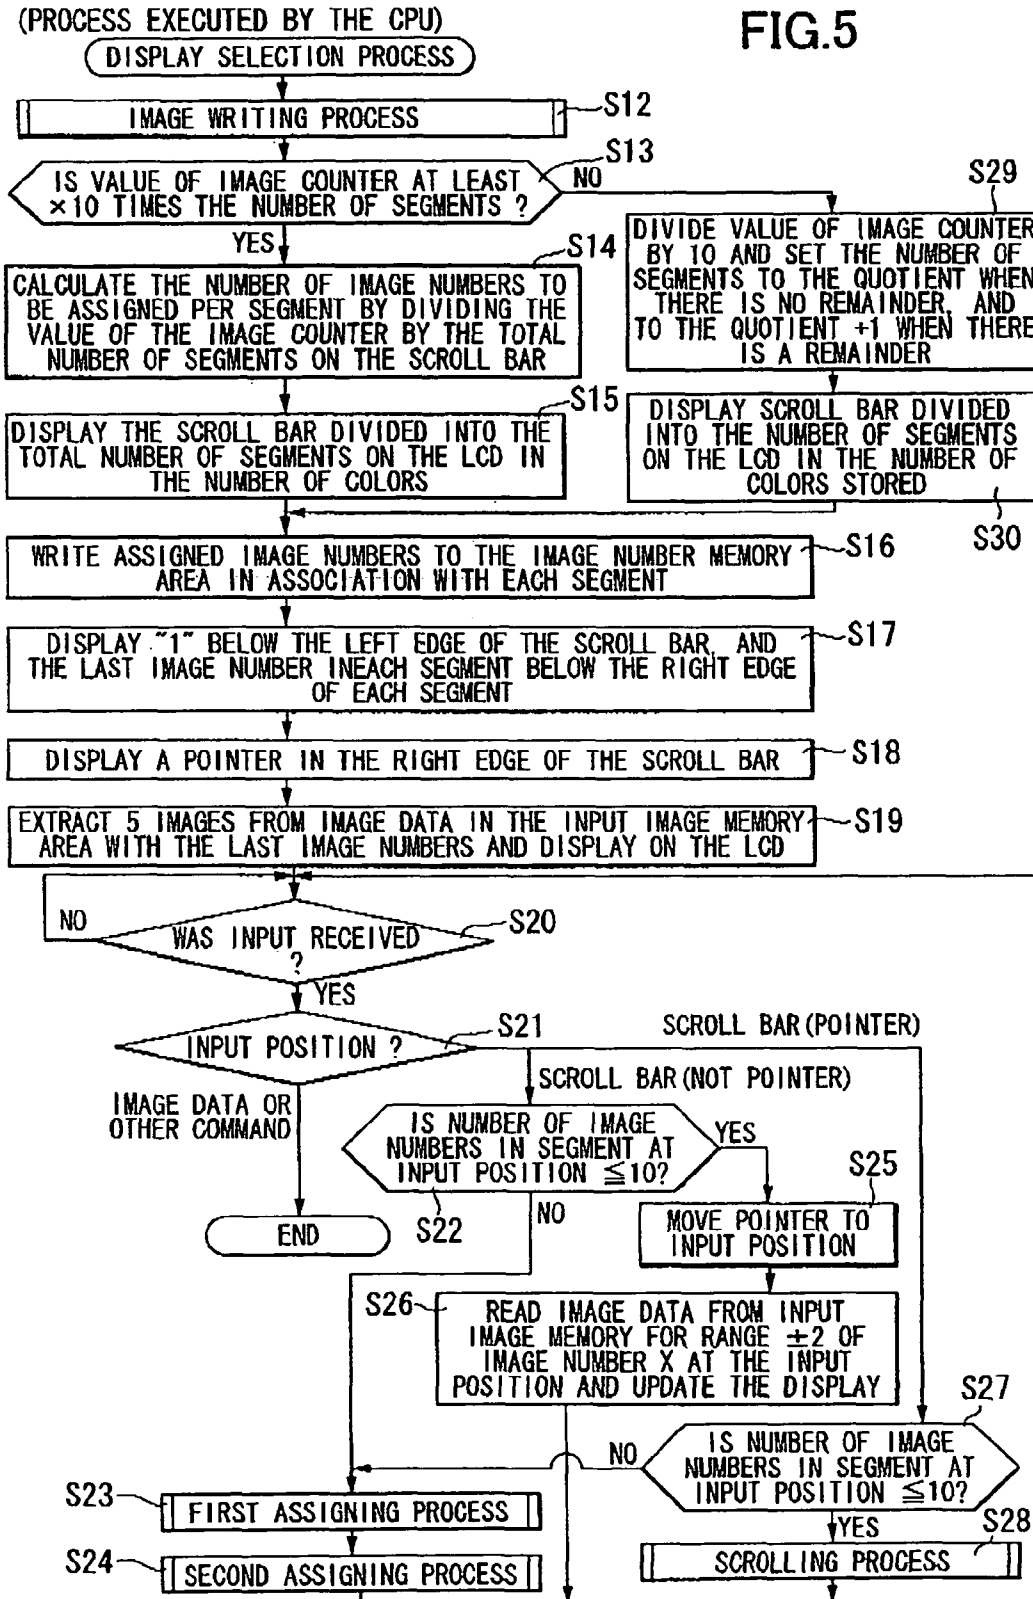 (PROCESS EXECUTED BY THE CPU)
FIG.5
DISPLAY SELECTION PROCESS
IMAGE WRITING PROCESS
S12
S13
IS VALUE OF IMAGE COUNTER AT LEAST
×10 TIMES THE NUMBER OF SEGMENTS ?
NO
YES
S14
CALCULATE THE NUMBER OF IMAGE NUMBERS TO
BE ASSIGNED PER SEGMENT BY DIVIDING THE
VALUE OF THE IMAGE COUNTER BY THE TOTAL
NUMBER OF SEGMENTS ON THE SCROLL BAR
S29
DIVIDE VALUE OF IMAGE COUNTER
BY 10 AND SET THE NUMBER OF
SEGMENTS TO THE QUOTIENT WHEN
THERE IS NO REMAINDER, AND
TO THE QUOTIENT +1 WHEN THERE
IS A REMAINDER
S15
DISPLAY THE SCROLL BAR DIVIDED INTO THE
TOTAL NUMBER OF SEGMENTS ON THE LCD IN
THE NUMBER OF COLORS
DISPLAY SCROLL BAR DIVIDED
INTO THE NUMBER OF SEGMENTS
ON THE LCD IN THE NUMBER OF
COLORS STORED
S30
WRITE ASSIGNED IMAGE NUMBERS TO THE IMAGE NUMBER MEMORY
AREA IN ASSOCIATION WITH EACH SEGMENT
S16
DISPLAY "1" BELOW THE LEFT EDGE OF THE SCROLL BAR, AND
THE LAST IMAGE NUMBER INEACH SEGMENT BELOW THE RIGHT EDGE
OF EACH SEGMENT
S17
DISPLAY A POINTER IN THE RIGHT EDGE OF THE SCROLL BAR
S18
EXTRACT 5 IMAGES FROM IMAGE DATA IN THE INPUT IMAGE MEMORY
AREA WITH THE LAST IMAGE NUMBERS AND DISPLAY ON THE LCD
S19
NO
WAS INPUT RECEIVED
?
S20
YES
INPUT POSITION ?
S21
SCROLL BAR(POINTER)
SCROLL BAR(NOT POINTER)
IMAGE DATA OR
OTHER COMMAND
END
IS NUMBER OF IMAGE
NUMBERS IN SEGMENT AT
INPUT POSITION ≦10?
YES
S22
NO
S25
MOVE POINTER TO
INPUT POSITION
S26
READ IMAGE DATA FROM INPUT
IMAGE MEMORY FOR RANGE ±2 OF
IMAGE NUMBER X AT THE INPUT
POSITION AND UPDATE THE DISPLAY
S27
IS NUMBER OF IMAGE
NUMBERS IN SEGMENT AT
INPUT POSITION ≦10?
NO
YES
S23
FIRST ASSIGNING PROCESS
S24
SECOND ASSIGNING PROCESS
S28
SCROLLING PROCESS